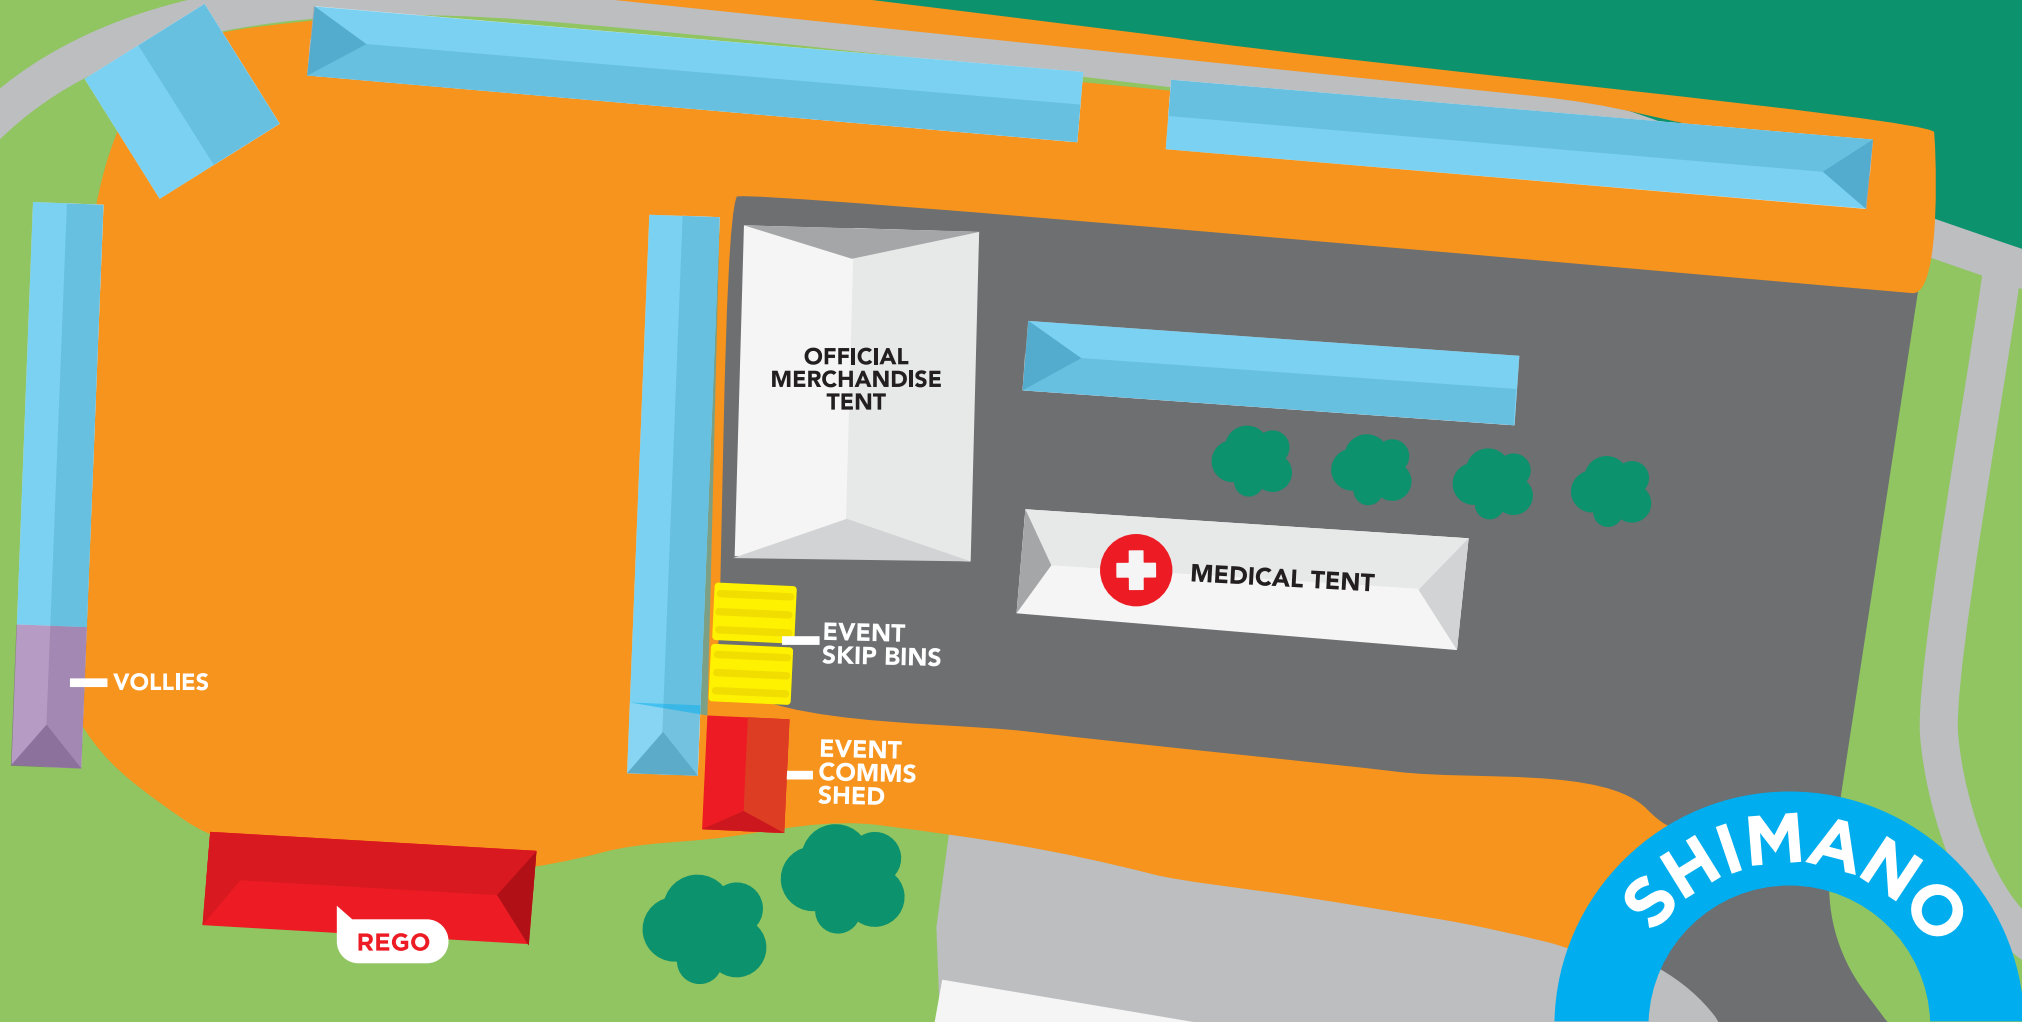 OFFICIAL
MERCHANDISE
TENT
MEDICAL TENT
EVENT
SKIP BINS
VOLLIES
EVENT
COMMS
SHED
SHIMANO
REGO